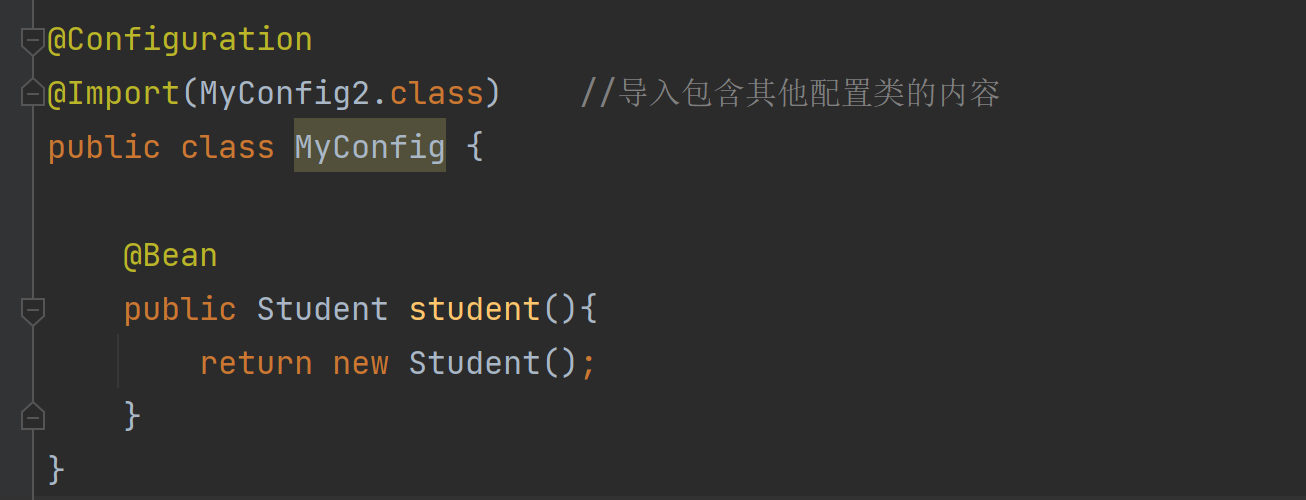 @Configuration
@Import(MyConfig2.class)    //导入包含其他配置类的内容
public class MyConfig {
@Bean
public Student student(){
return new Student();
}
}